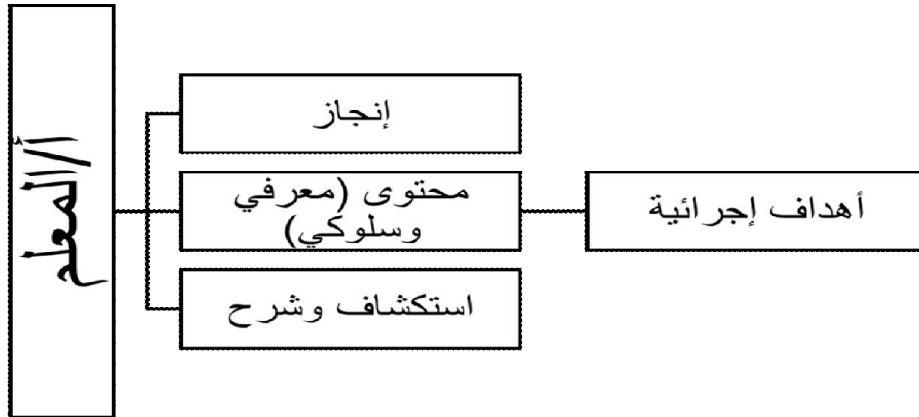 أ/المعلم
إنجاز
محتوى (معرفي
وسلوكي)
أهداف إجرائية
استكشاف وشرح